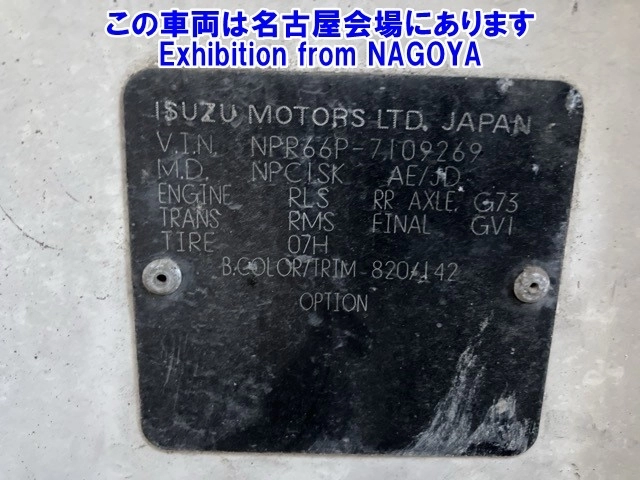 この車両は名古屋会場にあります
Exhibition from NAGOYA
ISUZU MOTORS LTD. JAPAN
V.I.N. NPR66P-7109269
M.D. NPC1SK AE/JD
ENGINE RLS RR AXLE. G73
TRANS RMS FINAL GV1
TIRE 07H
B.COLOR/TRIM 820/142
OPTION